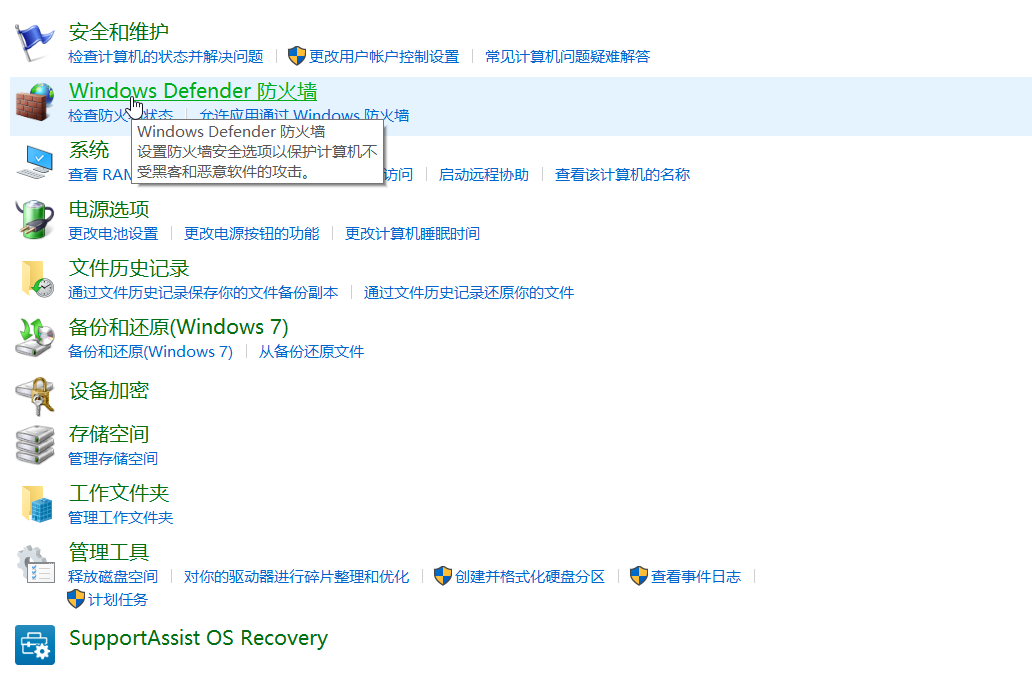 安全和维护
检查计算机的状态并解决问题 更改用户帐户控制设置 常见计算机问题疑难解答
Windows Defender 防火墙
检查防火 状态 允许应用通过 Windows 防火墙
Windows Defender 防火墙
设置防火墙安全选项以保护计算机不
受黑客和恶意软件的攻击。
系统
查看 RAM 访问 启动远程协助 查看该计算机的名称
电源选项
更改电池设置 更改电源按钮的功能 更改计算机睡眠时间
文件历史记录
通过文件历史记录保存你的文件备份副本 通过文件历史记录还原你的文件
备份和还原(Windows 7)
备份和还原(Windows 7) 从备份还原文件
设备加密
存储空间
管理存储空间
工作文件夹
管理工作文件夹
管理工具
释放磁盘空间 对你的驱动器进行碎片整理和优化 创建并格式化硬盘分区 查看事件日志
计划任务
SupportAssist OS Recovery